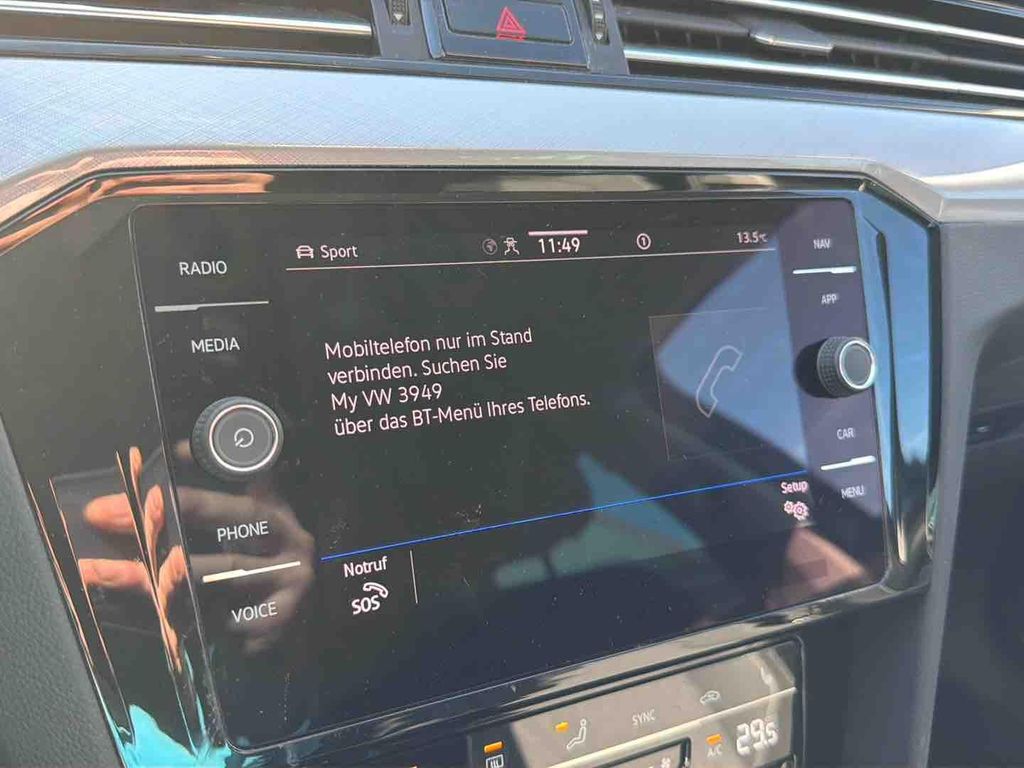 RADIO
MEDIA
PHONE
VOICE
Sport
11:49
1
13.5°C
Mobiltelefon nur im Stand
verbinden. Suchen Sie
My VW 3949
über das BT-Menü Ihres Telefons.
Setup
Notruf
SOS
NAV
APP
CAR
MENU
SYNC
A/C
29.5